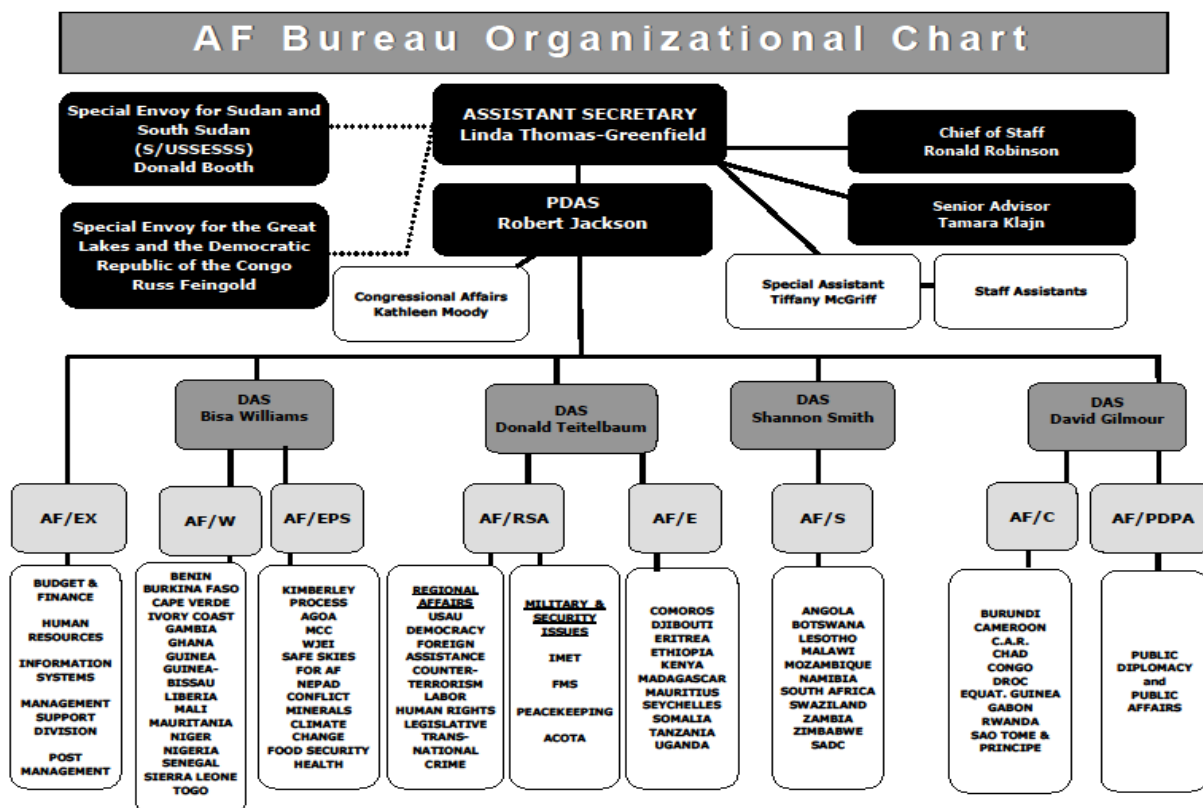 AF Bureau Organizational Chart
Special Envoy for Sudan and
South Sudan
(S/USSESSS)
Donald Booth
ASSISTANT SECRETARY
Linda Thomas-Greenfield
Chief of Staff
Ronald Robinson
PDAS
Robert Jackson
Senior Advisor
Tamara Klajn
Special Envoy for the Great
Lakes and the Democratic
Republic of the Congo
Russ Feingold
Congressional Affairs
Kathleen Moody
Special Assistant
Tiffany McGriff
Staff Assistants
DAS
Bisa Williams
DAS
Donald Teitelbaum
DAS
Shannon Smith
DAS
David Gilmour
AF/EX
AF/W
AF/EPS
AF/RSA
AF/E
AF/S
AF/C
AF/PDPA
BUDGET &
FINANCE
HUMAN
RESOURCES
INFORMATION
SYSTEMS
MANAGEMENT
SUPPORT
DIVISION
POST
MANAGEMENT
BENIN
BURKINA FASO
CAPE VERDE
IVORY COAST
GAMBIA
GHANA
GUINEA
GUINEA-
BISSAU
LIBERIA
MALI
MAURITANIA
NIGER
NIGERIA
SENEGAL
SIERRA LEONE
TOGO
KIMBERLEY
PROCESS
AGOA
MCC
WJEI
SAFE SKIES
FOR AF
NEPAD
CONFLICT
MINERALS
CLIMATE
CHANGE
FOOD SECURITY
HEALTH
REGIONAL
AFFAIRS
USAU
DEMOCRACY
FOREIGN
ASSISTANCE
COUNTER-
TERRORISM
LABOR
HUMAN RIGHTS
LEGISLATIVE
TRANS-
NATIONAL
CRIME
MILITARY &
SECURITY
ISSUES
IMET
FMS
PEACEKEEPING
ACOTA
COMOROS
DJIBOUTI
ERITREA
ETHIOPIA
KENYA
MADAGASCAR
MAURITIUS
SEYCHELLES
SOMALIA
TANZANIA
UGANDA
ANGOLA
BOTSWANA
LESOTHO
MALAWI
MOZAMBIQUE
NAMIBIA
SOUTH AFRICA
SWAZILAND
ZAMBIA
ZIMBABWE
SADC
BURUNDI
CAMEROON
C.A.R.
CHAD
CONGO
DROC
EQUAT. GUINEA
GABON
RWANDA
SAO TOME &
PRINCIPE
PUBLIC
DIPLOMACY
and
PUBLIC
AFFAIRS